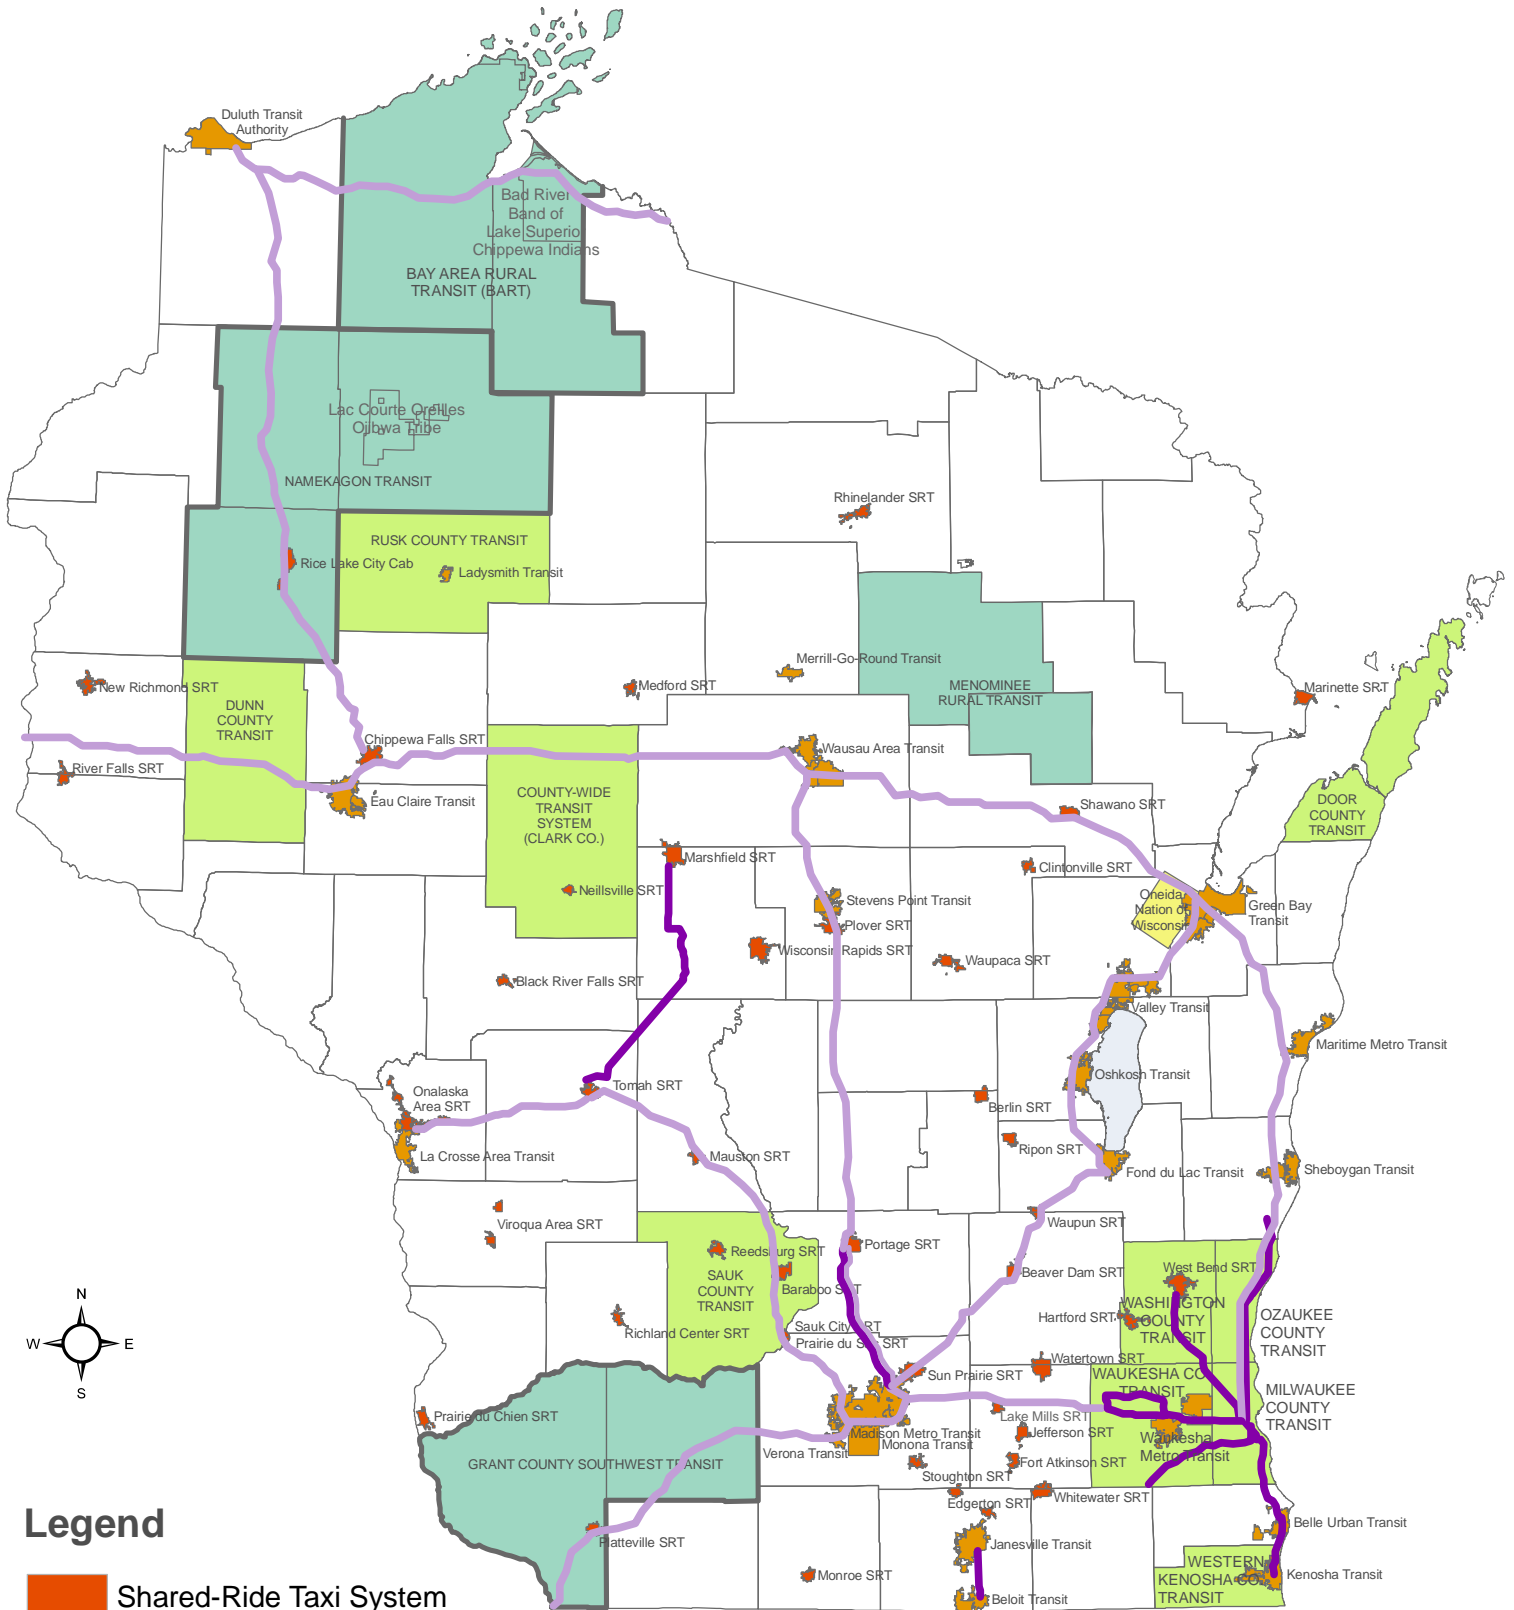 Duluth Transit
Authority
Bad River
Band of
Lake Superio
Chippewa Indians
BAY AREA RURAL
TRANSIT (BART)
Lac Courte Oreilles
Ojibwa Tribe
NAMEKAGON TRANSIT
Rhinelander SRT
RUSK COUNTY TRANSIT
Rice Lake City Cab
Ladysmith Transit
Merrill-Go-Round Transit
New Richmond SRT
Medford SRT
MENOMINEE
RURAL TRANSIT
Marinette SRT
DUNN
COUNTY
TRANSIT
Chippewa Falls SRT
Wausau Area Transit
River Falls SRT
Eau Claire Transit
COUNTY-WIDE
TRANSIT
SYSTEM
(CLARK CO.)
Shawano SRT
DOOR
COUNTY
TRANSIT
Marshfield SRT
Clintonville SRT
Neillsville SRT
Stevens Point Transit
Oneida
Nation of
Wisconsin
Green Bay
Transit
Plover SRT
Wisconsin Rapids SRT
Waupaca SRT
Black River Falls SRT
Valley Transit
Maritime Metro Transit
Oshkosh Transit
Onalaska
Area SRT
Tomah SRT
Berlin SRT
La Crosse Area Transit
Mauston SRT
Ripon SRT
Fond du Lac Transit
Sheboygan Transit
Viroqua Area SRT
Waupun SRT
Reedsburg SRT
Portage SRT
SAUK
COUNTY
TRANSIT
Baraboo SRT
Beaver Dam SRT
West Bend SRT
Hartford SRT
WASHINGTON
COUNTY
TRANSIT
OZAUKEE
COUNTY
TRANSIT
N
W
E
S
Richland Center SRT
Sauk City SRT
Prairie du Sac SRT
Sun Prairie SRT
Watertown SRT
WAUKESHA CO.
TRANSIT
MILWAUKEE
COUNTY
TRANSIT
Prairie du Chien SRT
Lake Mills SRT
Jefferson SRT
Madison Metro Transit
Monona Transit
Verona Transit
Waukesha
Metro Transit
GRANT COUNTY SOUTHWEST TRANSIT
Stoughton SRT
Fort Atkinson SRT
Edgerton SRT
Whitewater SRT
Legend
Belle Urban Transit
Platteville SRT
Janesville Transit
WESTERN
KENOSHA CO.
TRANSIT
Kenosha Transit
Monroe SRT
Beloit Transit
Shared-Ride Taxi System